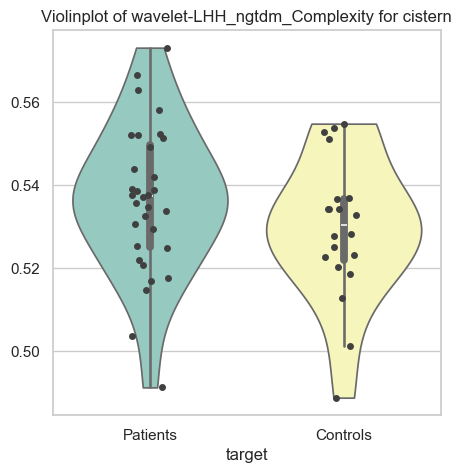 Violinplot of wavelet-LHH_ngtdm_Complexity for cistern
0.56
0.54
0.52
0.50
Patients Controls
target